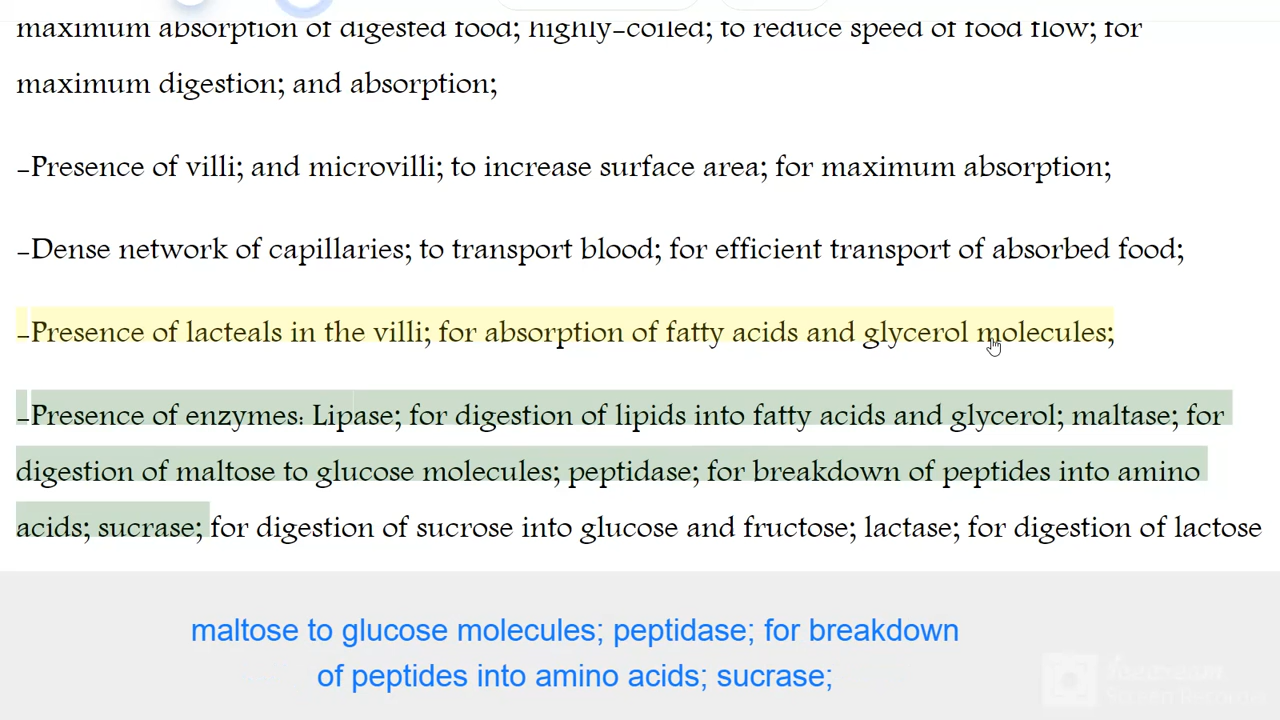 maximum absorption of digested food; highly-coiled; to reduce speed of food flow; for
maximum digestion; and absorption;
-Presence of villi; and microvilli; to increase surface area; for maximum absorption;
-Dense network of capillaries; to transport blood; for efficient transport of absorbed food;
-Presence of lacteals in the villi; for absorption of fatty acids and glycerol molecules;
-Presence of enzymes: Lipase; for digestion of lipids into fatty acids and glycerol; maltase; for
digestion of maltose to glucose molecules; peptidase; for breakdown of peptides into amino
acids; sucrase; for digestion of sucrose into glucose and fructose; lactase; for digestion of lactose
maltose to glucose molecules; peptidase; for breakdown
of peptides into amino acids; sucrase;
Screen Recorder